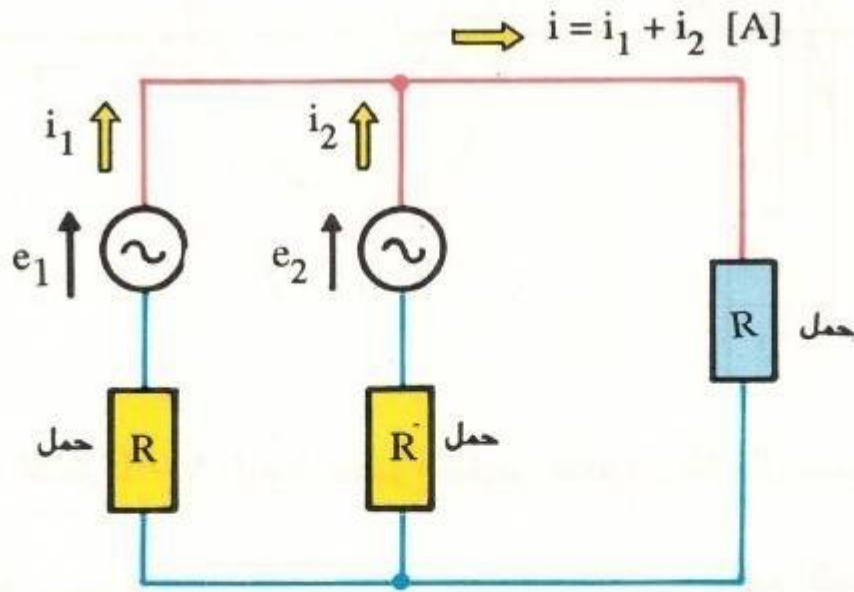 i = i₁ + i₂ [A]
i₁
i₂
e₁
e₂
R حمل
حمل R
R حمل